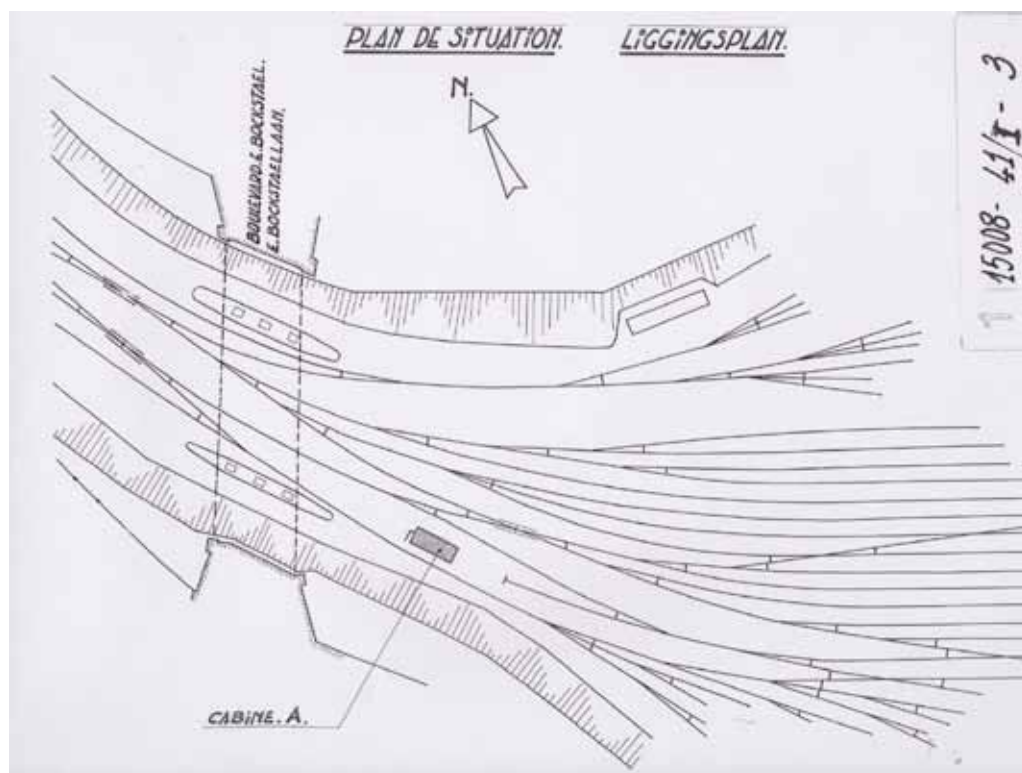 PLAN DE SITUATION. LIGGINGSPLAN.
N.
BOULEVARD.E.BOCKSTAEL.
E.BOCKSTAELLAAN.
15008- 41/I- 3
CABINE.A.